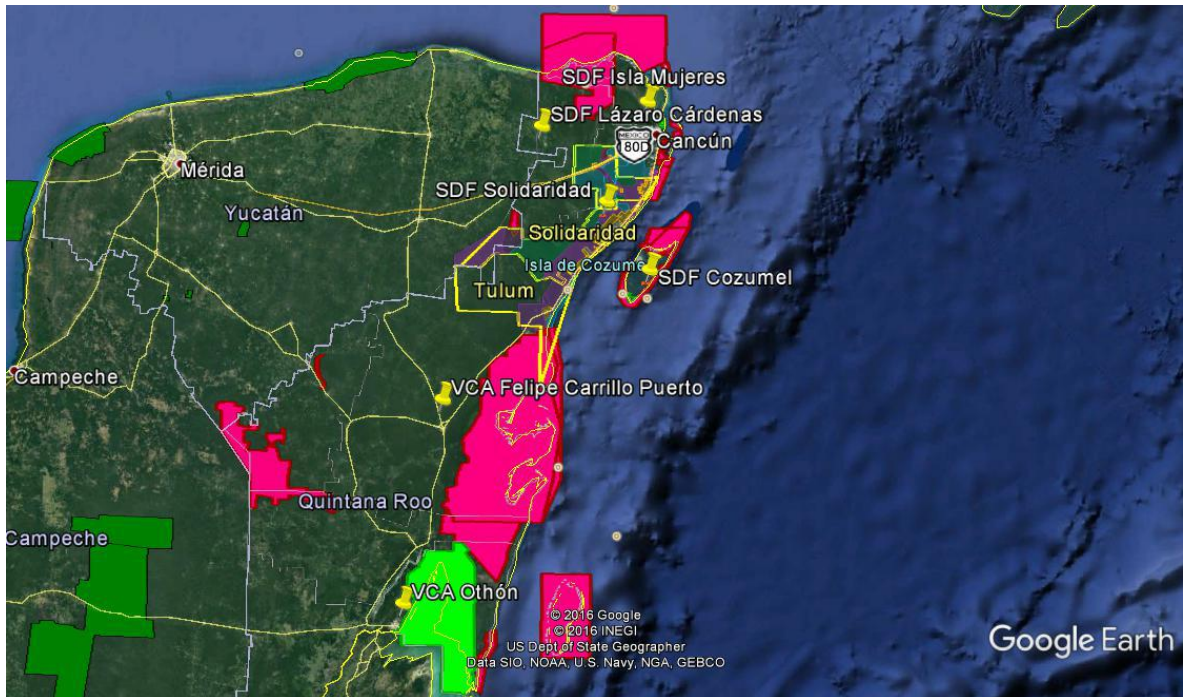 SDF Isla Mujeres
SDF Lázaro Cárdenas
MEXICO
80D
Cancún
Mérida
SDF Solidaridad
Yucatán
Solidaridad
Isla de Cozume
SDF Cozumel
Tulum
Campeche
VCA Felipe Carrillo Puerto
Quintana Roo
Campeche
VCA Othón
© 2016 Google
© 2016 INEGI
US Dept of State Geographer
Data SIO, NOAA, U.S. Navy, NGA, GEBCO
Google Earth